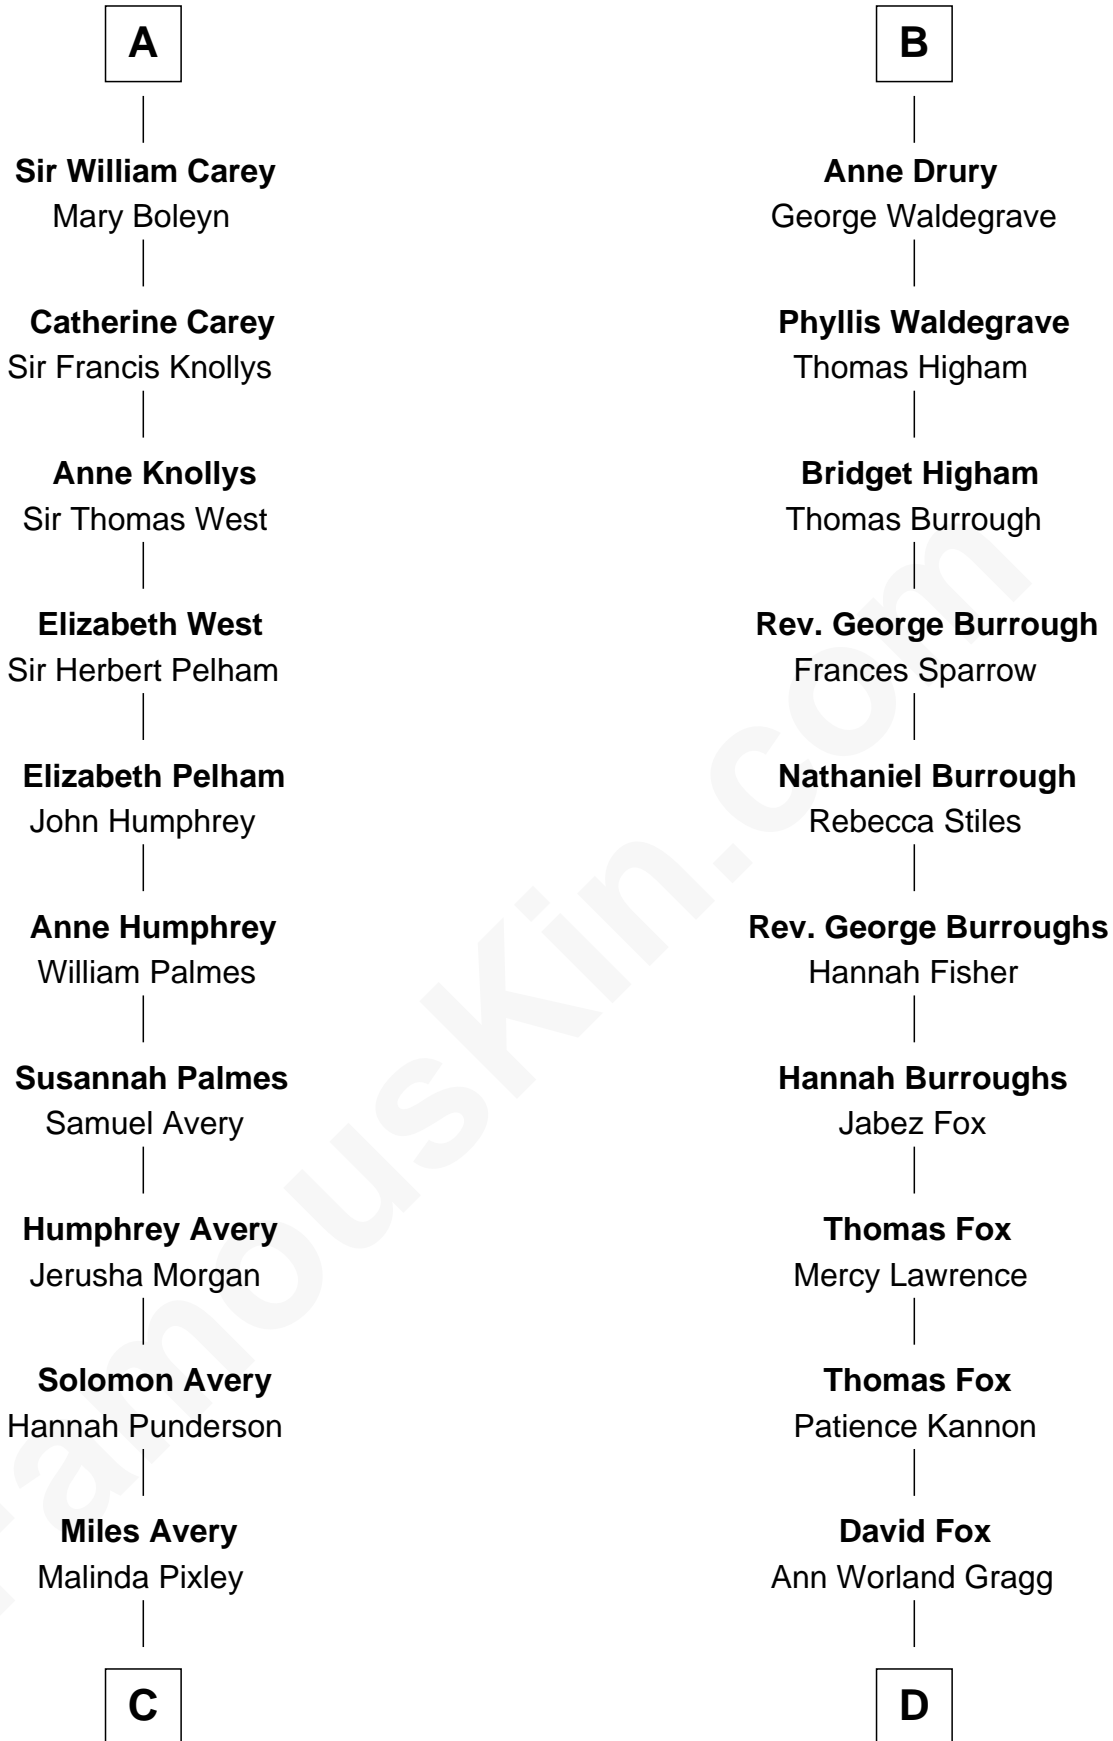 A
Sir William Carey
Mary Boleyn
Catherine Carey
Sir Francis Knollys
Anne Knollys
Sir Thomas West
Elizabeth West
Sir Herbert Pelham
Elizabeth Pelham
John Humphrey
Anne Humphrey
William Palmes
Susannah Palmes
Samuel Avery
Humphrey Avery
Jerusha Morgan
Solomon Avery
Hannah Punderson
Miles Avery
Malinda Pixley
C
B
Anne Drury
George Waldegrave
Phyllis Waldegrave
Thomas Higham
Bridget Higham
Thomas Burrough
Rev. George Burrough
Frances Sparrow
Nathaniel Burrough
Rebecca Stiles
Rev. George Burroughs
Hannah Fisher
Hannah Burroughs
Jabez Fox
Thomas Fox
Mercy Lawrence
Thomas Fox
Patience Kannon
David Fox
Ann Worland Gragg
D
FamousKin.com